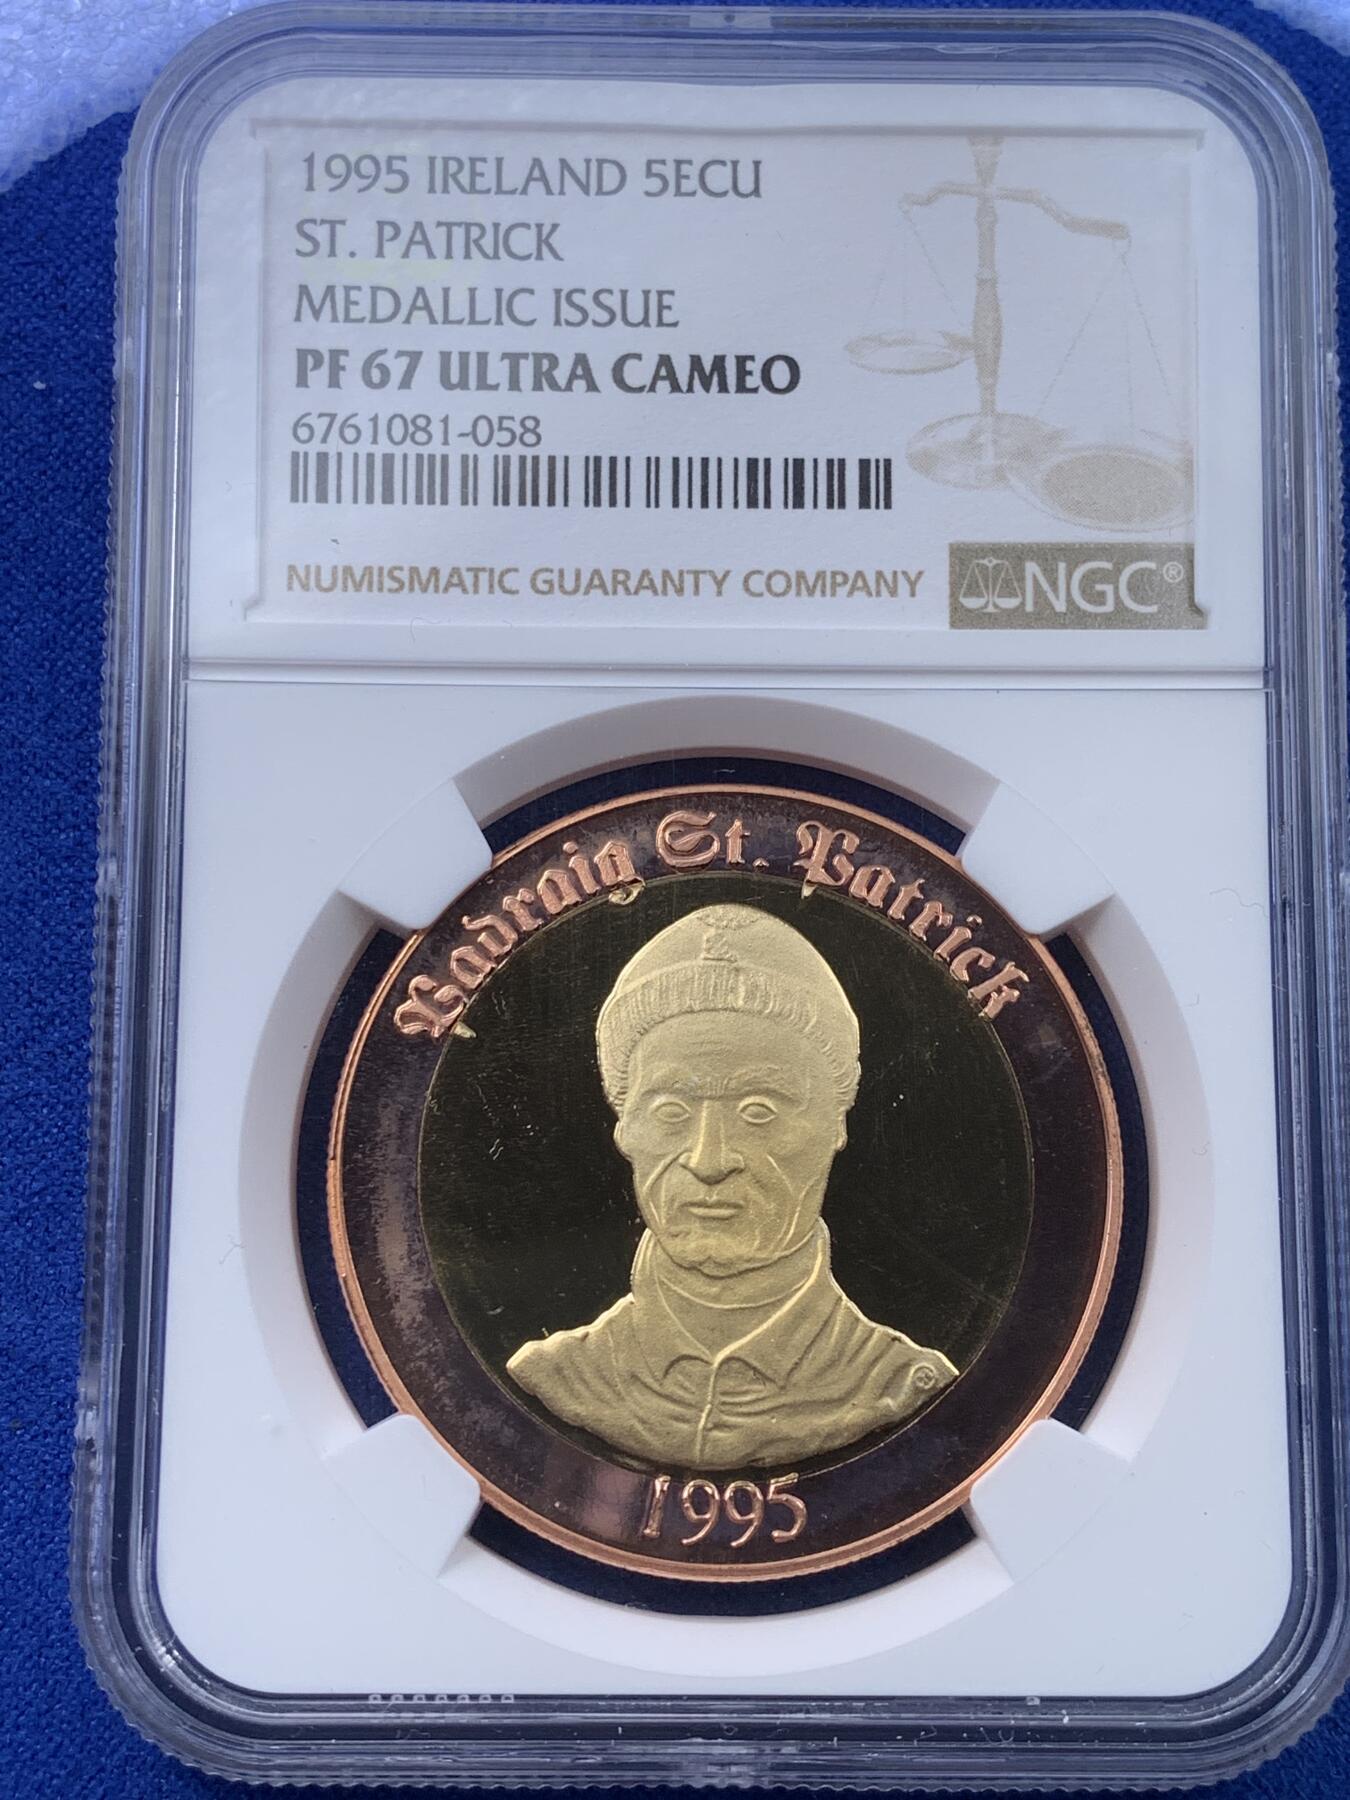 1995 IRELAND 5ECU
ST. PATRICK
MEDALLIC ISSUE
PF 67 ULTRA CAMEO
6761081-058
NUMISMATIC GUARANTY COMPANY
NGC®
Padraig St. Patrick
1995